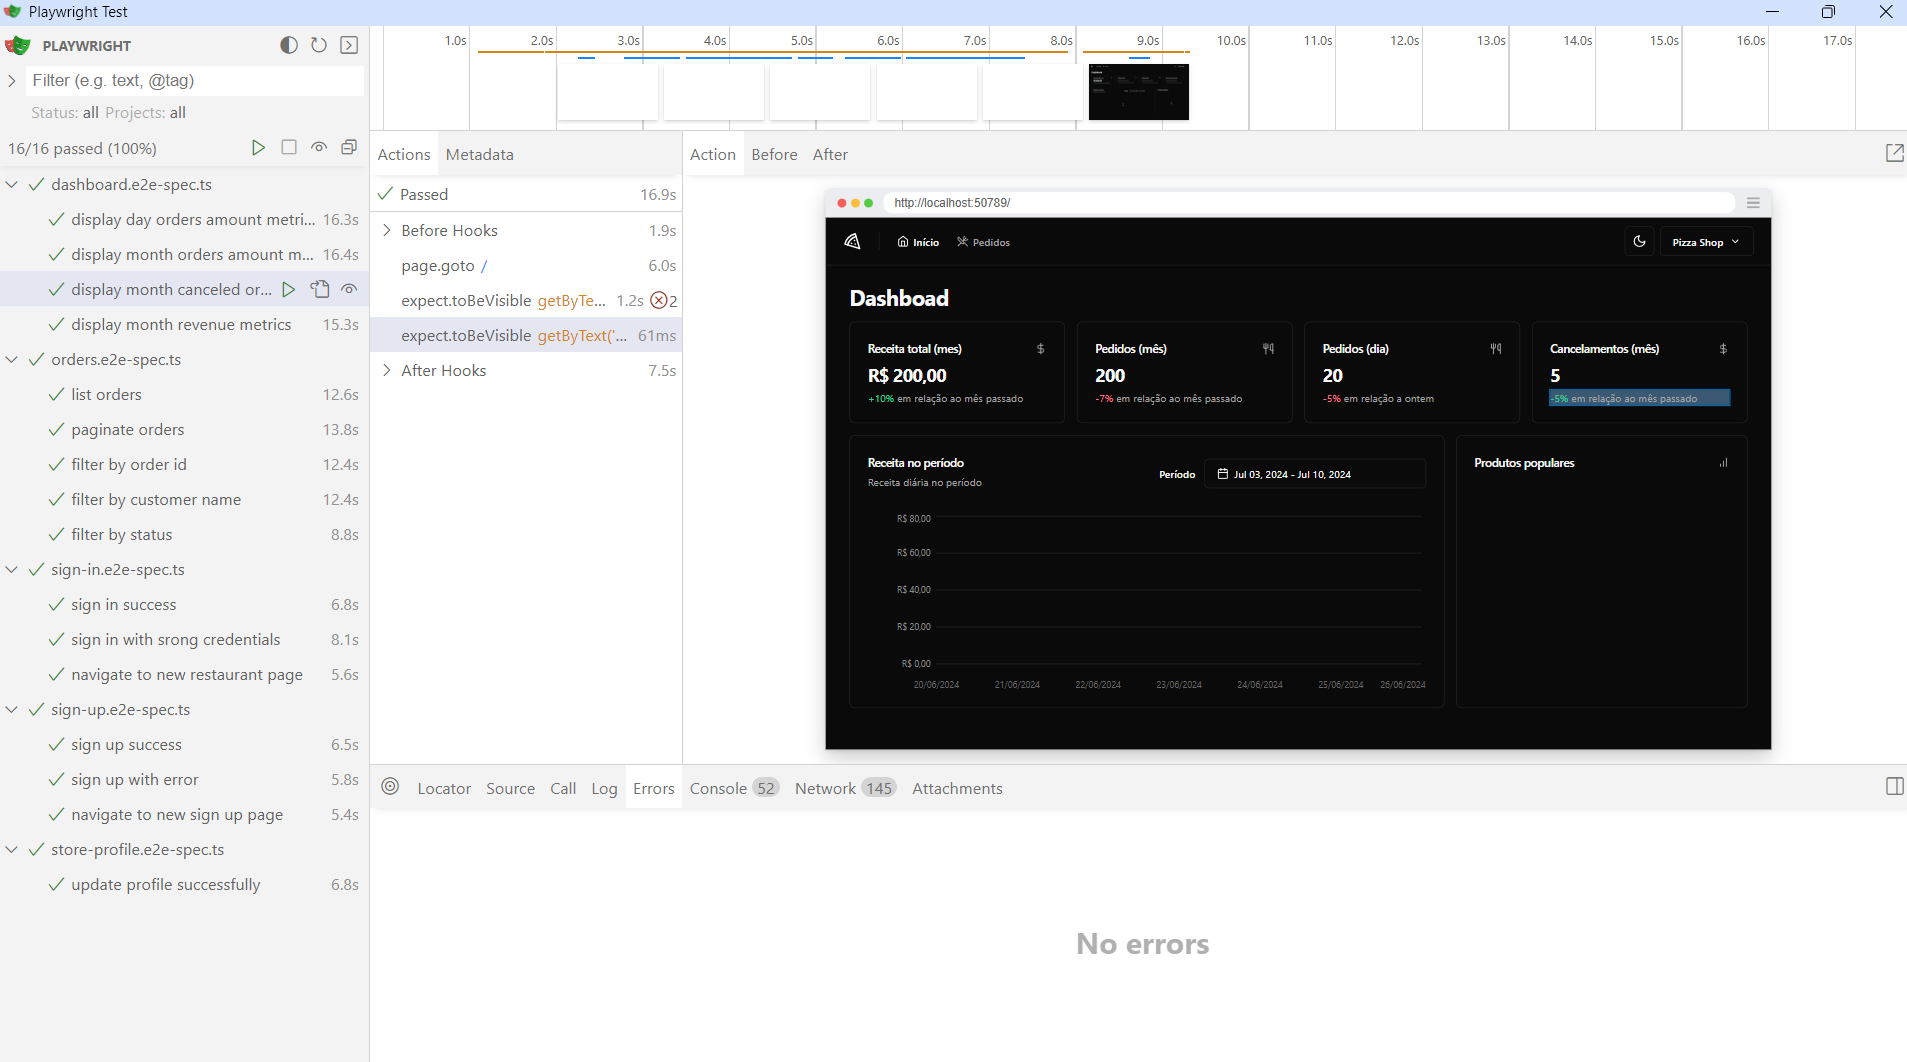 Playwright Test
PLAYWRIGHT
Filter (e.g. text, @tag)
Status: all Projects: all
16/16 passed (100%)
dashboard.e2e-spec.ts
display day orders amount metri... 16.3s
display month orders amount m... 16.4s
display month canceled or...
display month revenue metrics 15.3s
orders.e2e-spec.ts
list orders 12.6s
paginate orders 13.8s
filter by order id 12.4s
filter by customer name 12.4s
filter by status 8.8s
sign-in.e2e-spec.ts
sign in success 6.8s
sign in with srong credentials 8.1s
navigate to new restaurant page 5.6s
sign-up.e2e-spec.ts
sign up success 6.5s
sign up with error 5.8s
navigate to new sign up page 5.4s
store-profile.e2e-spec.ts
update profile successfully 6.8s
1.0s 2.0s 3.0s 4.0s 5.0s 6.0s 7.0s 8.0s 9.0s 10.0s 11.0s 12.0s 13.0s 14.0s 15.0s 16.0s 17.0s
Actions Metadata
Passed 16.9s
Before Hooks 1.9s
page.goto / 6.0s
expect.toBeVisible getByTe... 1.2s 2
expect.toBeVisible getByText('... 61ms
After Hooks 7.5s
Action Before After
http://localhost:50789/
Início Pedidos Pizza Shop
Dashboad
Receita total (mes) $
R$ 200,00
+10% em relação ao mês passado
Pedidos (mês)
200
-7% em relação ao mês passado
Pedidos (dia)
20
-5% em relação a ontem
Cancelamentos (mês) $
5
-5% em relação ao mês passado
Receita no período
Receita diária no período
Período Jul 03, 2024 - Jul 10, 2024
R$ 80,00
R$ 60,00
R$ 40,00
R$ 20,00
R$ 0,00
20/06/2024 21/06/2024 22/06/2024 23/06/2024 24/06/2024 25/06/2024 26/06/2024
Produtos populares
Locator Source Call Log Errors Console 52 Network 145 Attachments
No errors